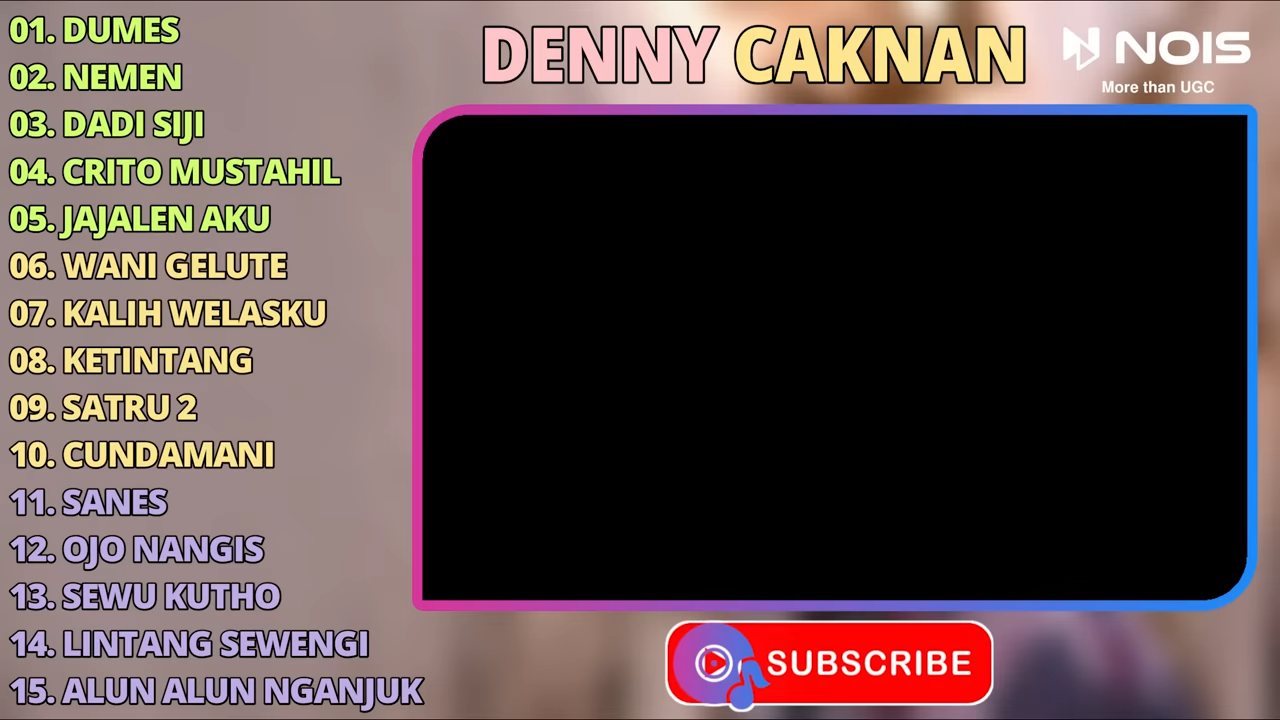 01. DUMES
02. NEMEN
03. DADI SIJI
04. CRITO MUSTAHIL
05. JAJALEN AKU
06. WANI GELUTE
07. KALIH WELASKU
08. KETINTANG
09. SATRU 2
10. CUNDAMANI
11. SANES
12. OJO NANGIS
13. SEWU KUTHO
14. LINTANG SEWENGI
15. ALUN ALUN NGANJUK
DENNY CAKNAN
NOIS
More than UGC
SUBSCRIBE